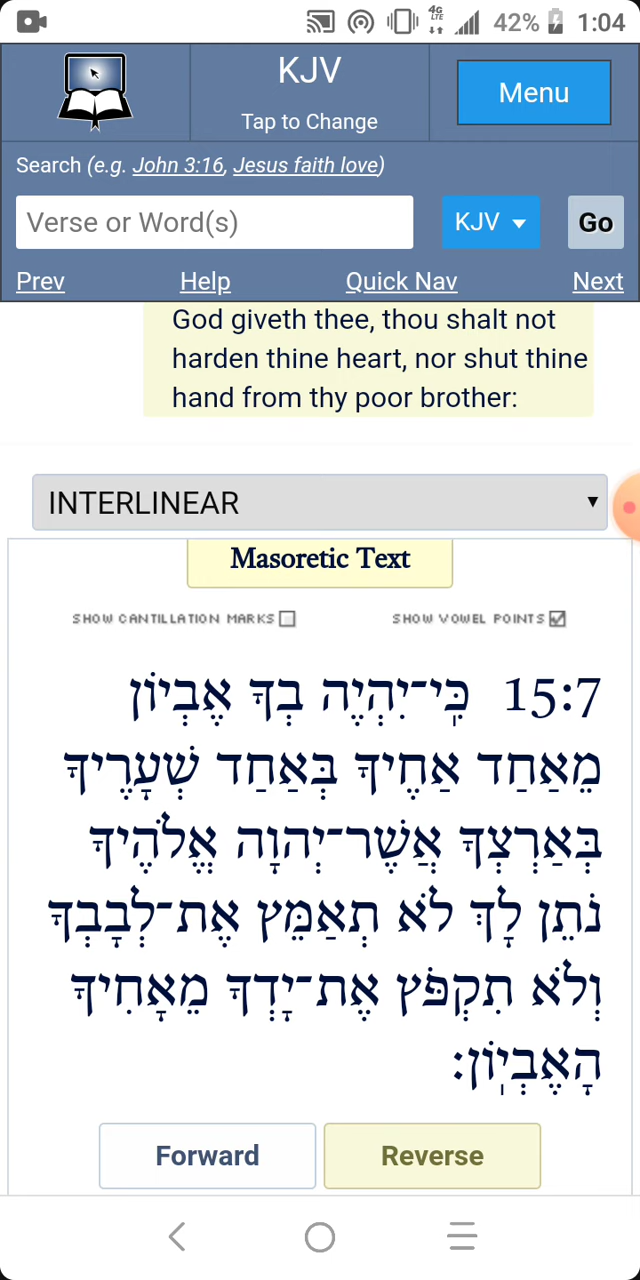 42% 1:04
KJV
Tap to Change
Menu
Search (e.g. John 3:16, Jesus faith love)
Verse or Word(s)
KJV
Go
Prev
Help
Quick Nav
Next
God giveth thee, thou shalt not
harden thine heart, nor shut thine
hand from thy poor brother:
INTERLINEAR
Masoretic Text
SHOW CANTILLATION MARKS
SHOW VOWEL POINTS
15:7 כִּֽי־יִהְיֶה בְךָ אֶבְיוֹן
מֵאַחַד אַחֶיךָ בְּאַחַד שְׁעָרֶיךָ
בְּאַרְצְךָ אֲשֶׁר־יְהוָה אֱלֹהֶיךָ
נֹתֵן לָךְ לֹא תְאַמֵּץ אֶת־לְבָבְךָ
וְלֹא תִקְפֹּץ אֶת־יָדְךָ מֵאָחִיךָ
הָאֶבְיֽוֹן׃
Forward
Reverse